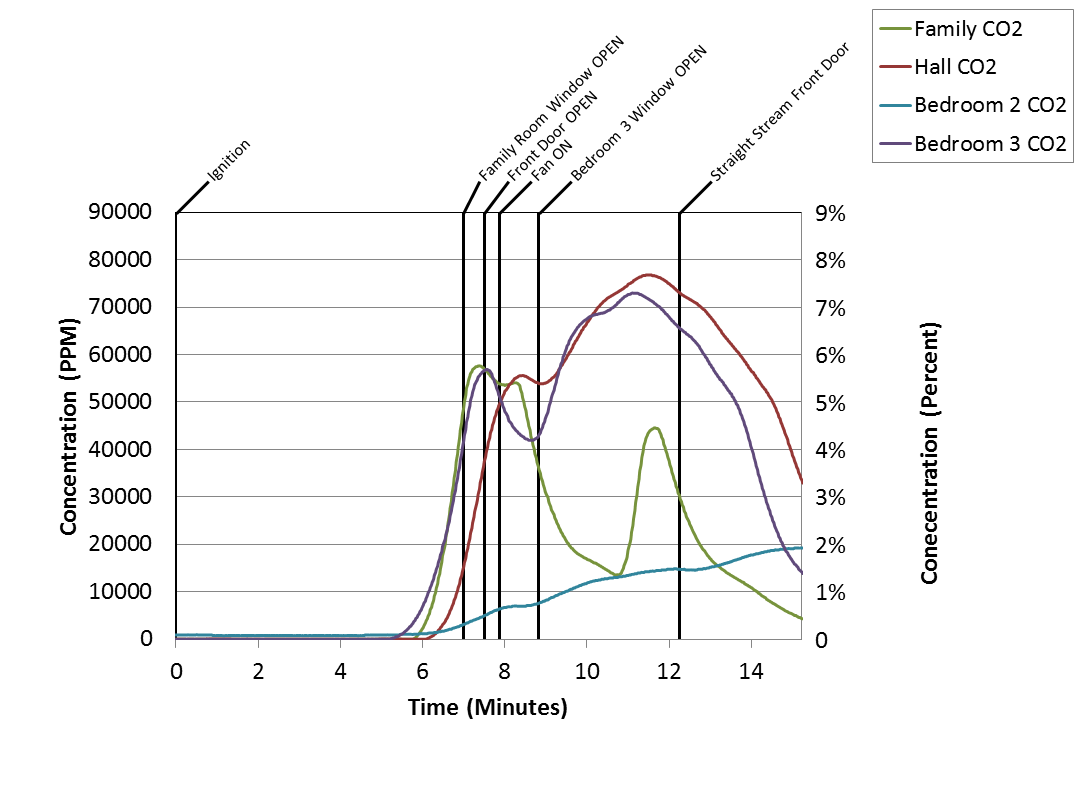 Family CO2
Hall CO2
Bedroom 2 CO2
Bedroom 3 CO2
Ignition
Family Room Window OPEN
Front Door OPEN
Fan ON
Bedroom 3 Window OPEN
Straight Stream Front Door
90000
80000
70000
60000
50000
40000
30000
20000
10000
0
Concentration (PPM)
9%
8%
7%
6%
5%
4%
3%
2%
1%
0
Conecentration (Percent)
0 2 4 6 8 10 12 14
Time (Minutes)